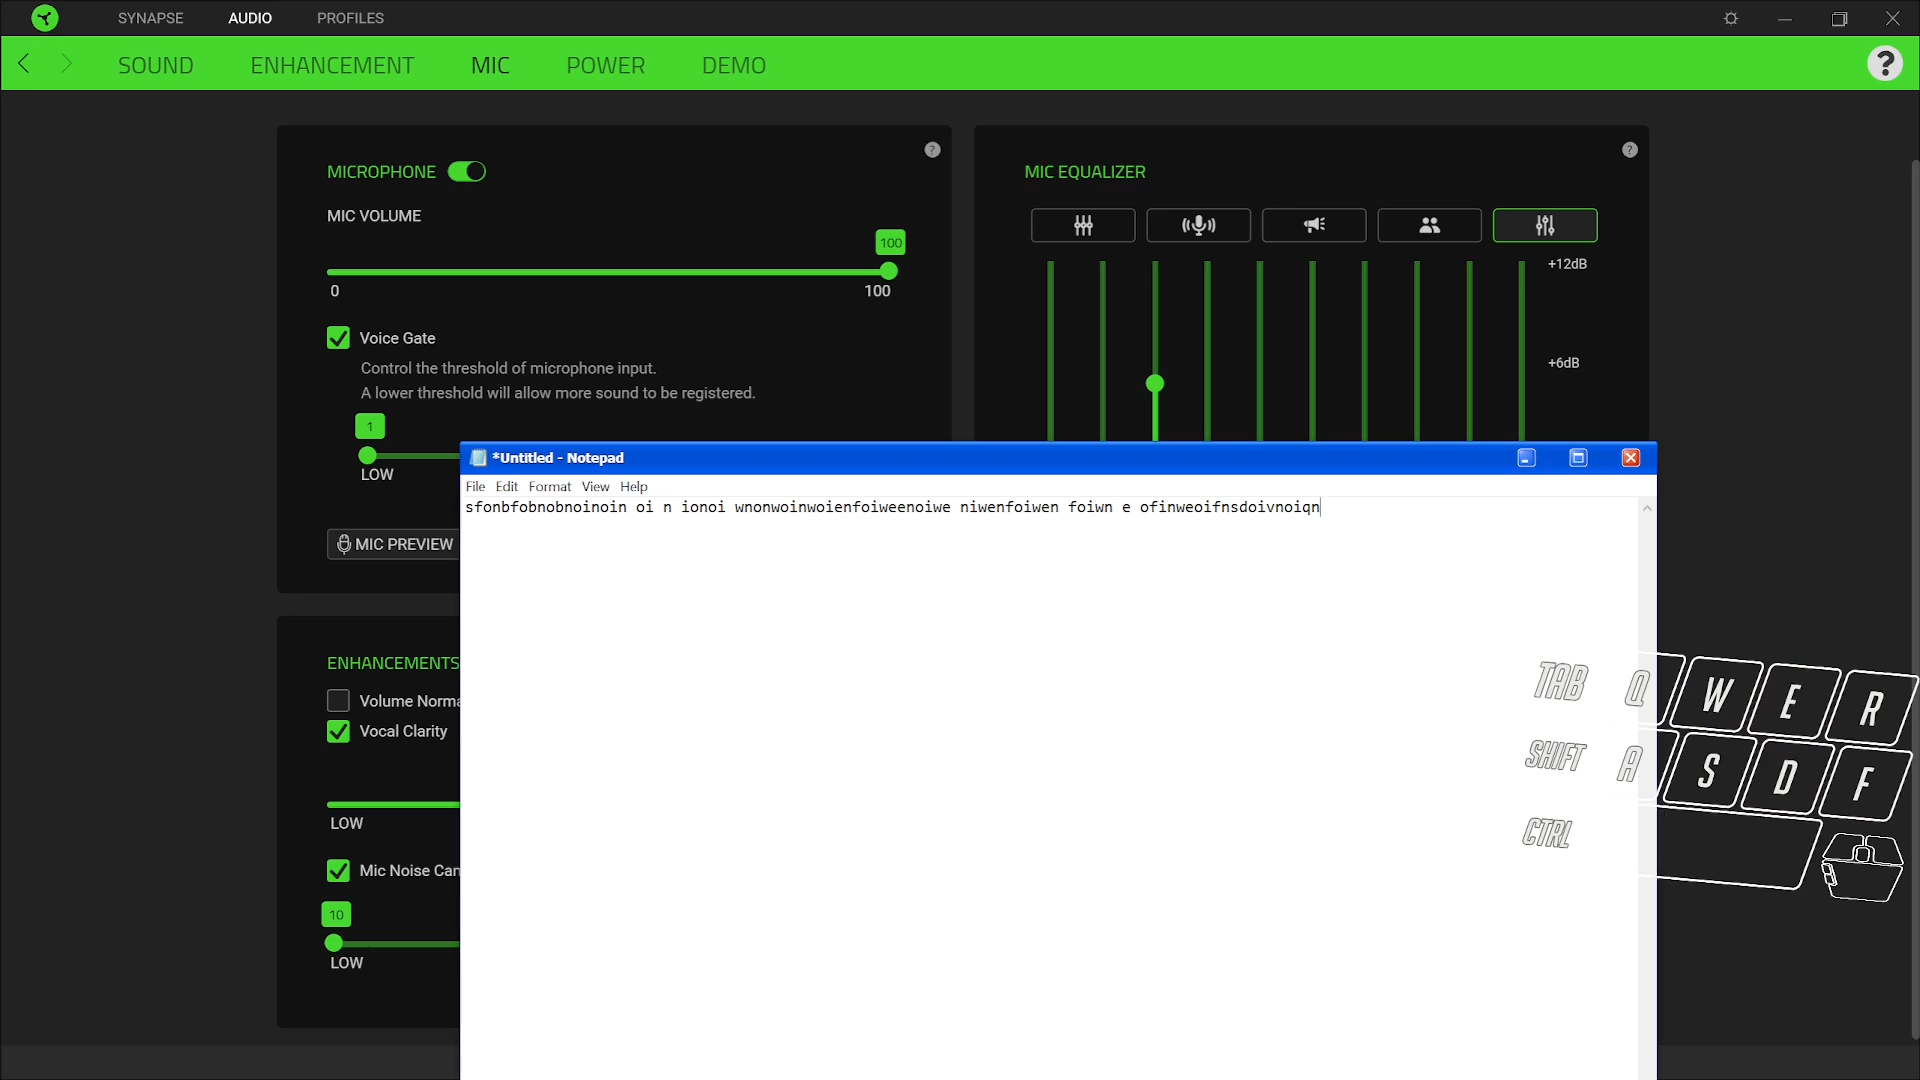 SYNAPSE AUDIO PROFILES
SOUND ENHANCEMENT MIC POWER DEMO ?
MICROPHONE
?
MIC VOLUME
100
0 100
Voice Gate
Control the threshold of microphone input.
A lower threshold will allow more sound to be registered.
1
LOW
MIC PREVIEW
MIC EQUALIZER
?
+12dB
+6dB
*Untitled - Notepad
File Edit Format View Help
sfonbfobnobnoinoin oi n ionoi wnonwoinwoienfoiweenoiwe niwenfoiwen foiwn e ofinweoifnsdoivnoiqn
ENHANCEMENTS
Volume Norma
Vocal Clarity
LOW
Mic Noise Can
10
LOW
TAB Q W E R
SHIFT A S D F
CTRL